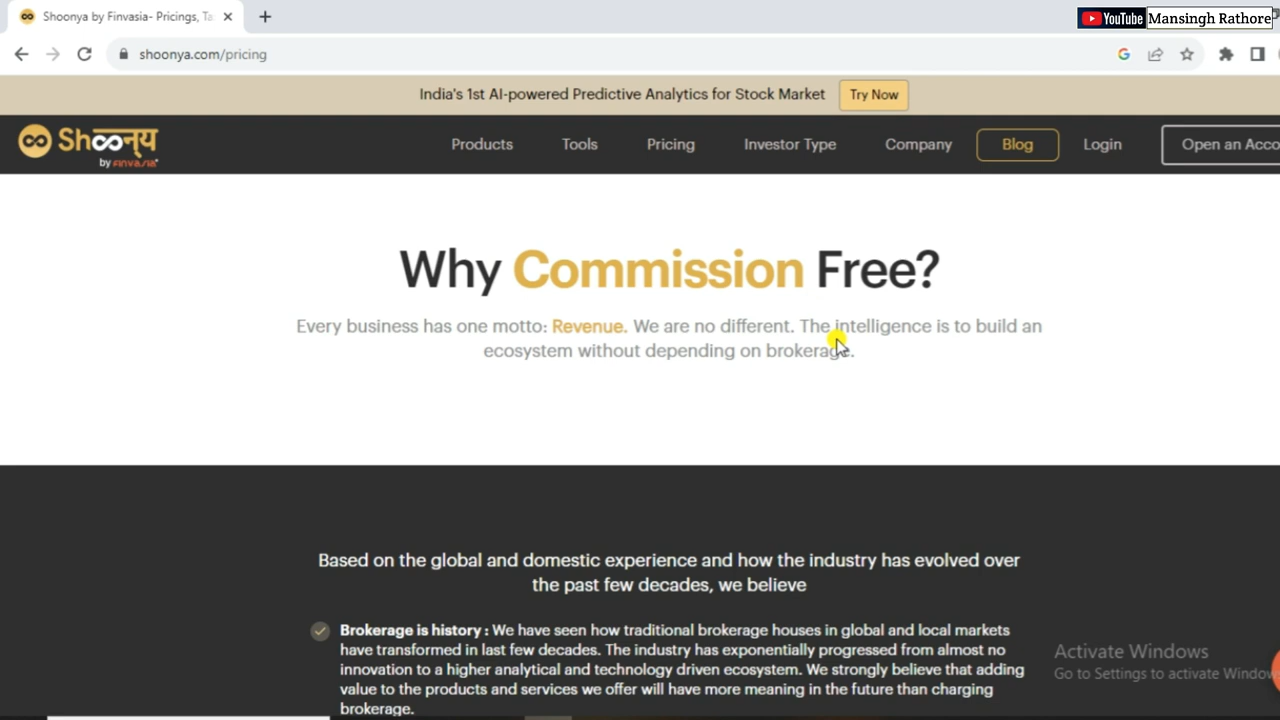 Shoonya by Finvasia- Pricings, Ta
YouTube Mansingh Rathore
shoonya.com/pricing
India's 1st AI-powered Predictive Analytics for Stock Market Try Now
Shoonय
by FINVASIA
Products Tools Pricing Investor Type Company Blog Login Open an Acco
Why Commission Free?
Every business has one motto: Revenue. We are no different. The intelligence is to build an
ecosystem without depending on brokerage.
Based on the global and domestic experience and how the industry has evolved over
the past few decades, we believe
Brokerage is history : We have seen how traditional brokerage houses in global and local markets
have transformed in last few decades. The industry has exponentially progressed from almost no
innovation to a higher analytical and technology driven ecosystem. We strongly believe that adding
value to the products and services we offer will have more meaning in the future than charging
brokerage.
Activate Windows
Go to Settings to activate Window